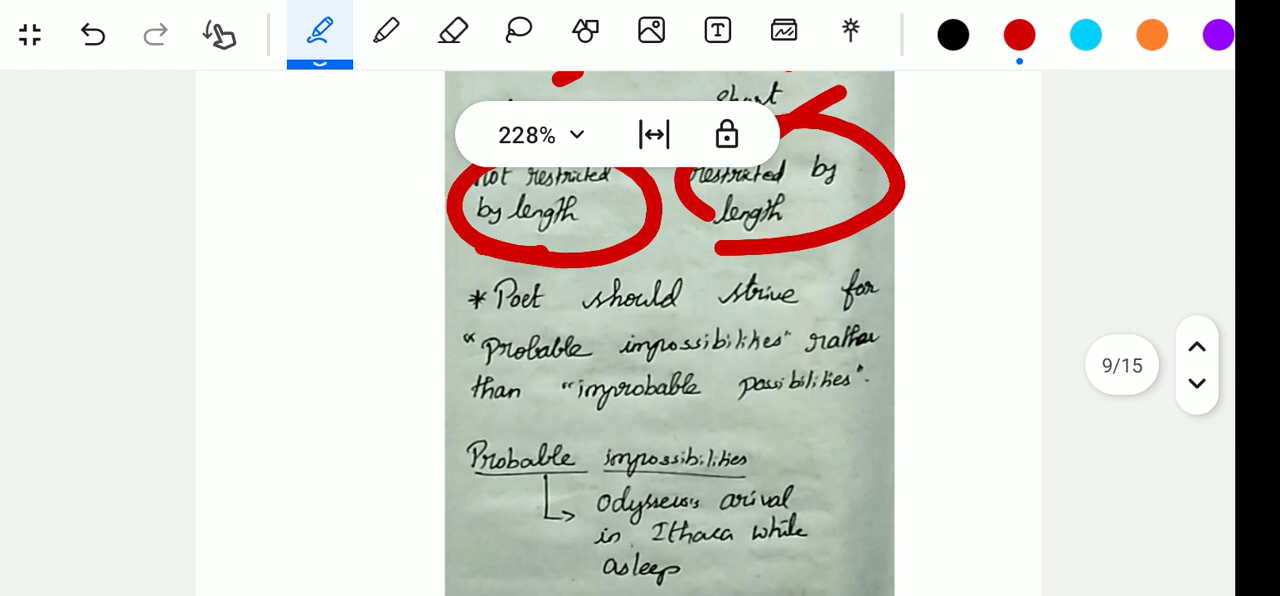 short
228%
not restricted restricted by
by length length
* Poet should strive for
"Probable impossibilities" rather
than "improbable possibilities".
9/15
Probable impossibilities
Odysseus's arival
in Ithaca while
asleep